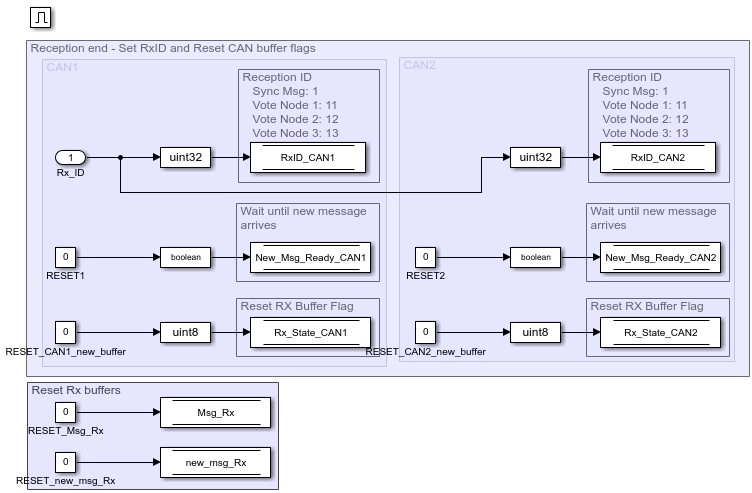 Reception end - Set RxID and Reset CAN buffer flags
CAN1
Reception ID
Sync Msg: 1
Vote Node 1: 11
Vote Node 2: 12
Vote Node 3: 13
1
Rx_ID
uint32
RxID_CAN1
Wait until new message
arrives
0
RESET1
boolean
New_Msg_Ready_CAN1
Reset RX Buffer Flag
0
RESET_CAN1_new_buffer
uint8
Rx_State_CAN1
CAN2
Reception ID
Sync Msg: 1
Vote Node 1: 11
Vote Node 2: 12
Vote Node 3: 13
uint32
RxID_CAN2
Wait until new message
arrives
0
RESET2
boolean
New_Msg_Ready_CAN2
Reset RX Buffer Flag
0
RESET_CAN2_new_buffer
uint8
Rx_State_CAN2
Reset Rx buffers
0
RESET_Msg_Rx
Msg_Rx
0
RESET_new_msg_Rx
new_msg_Rx